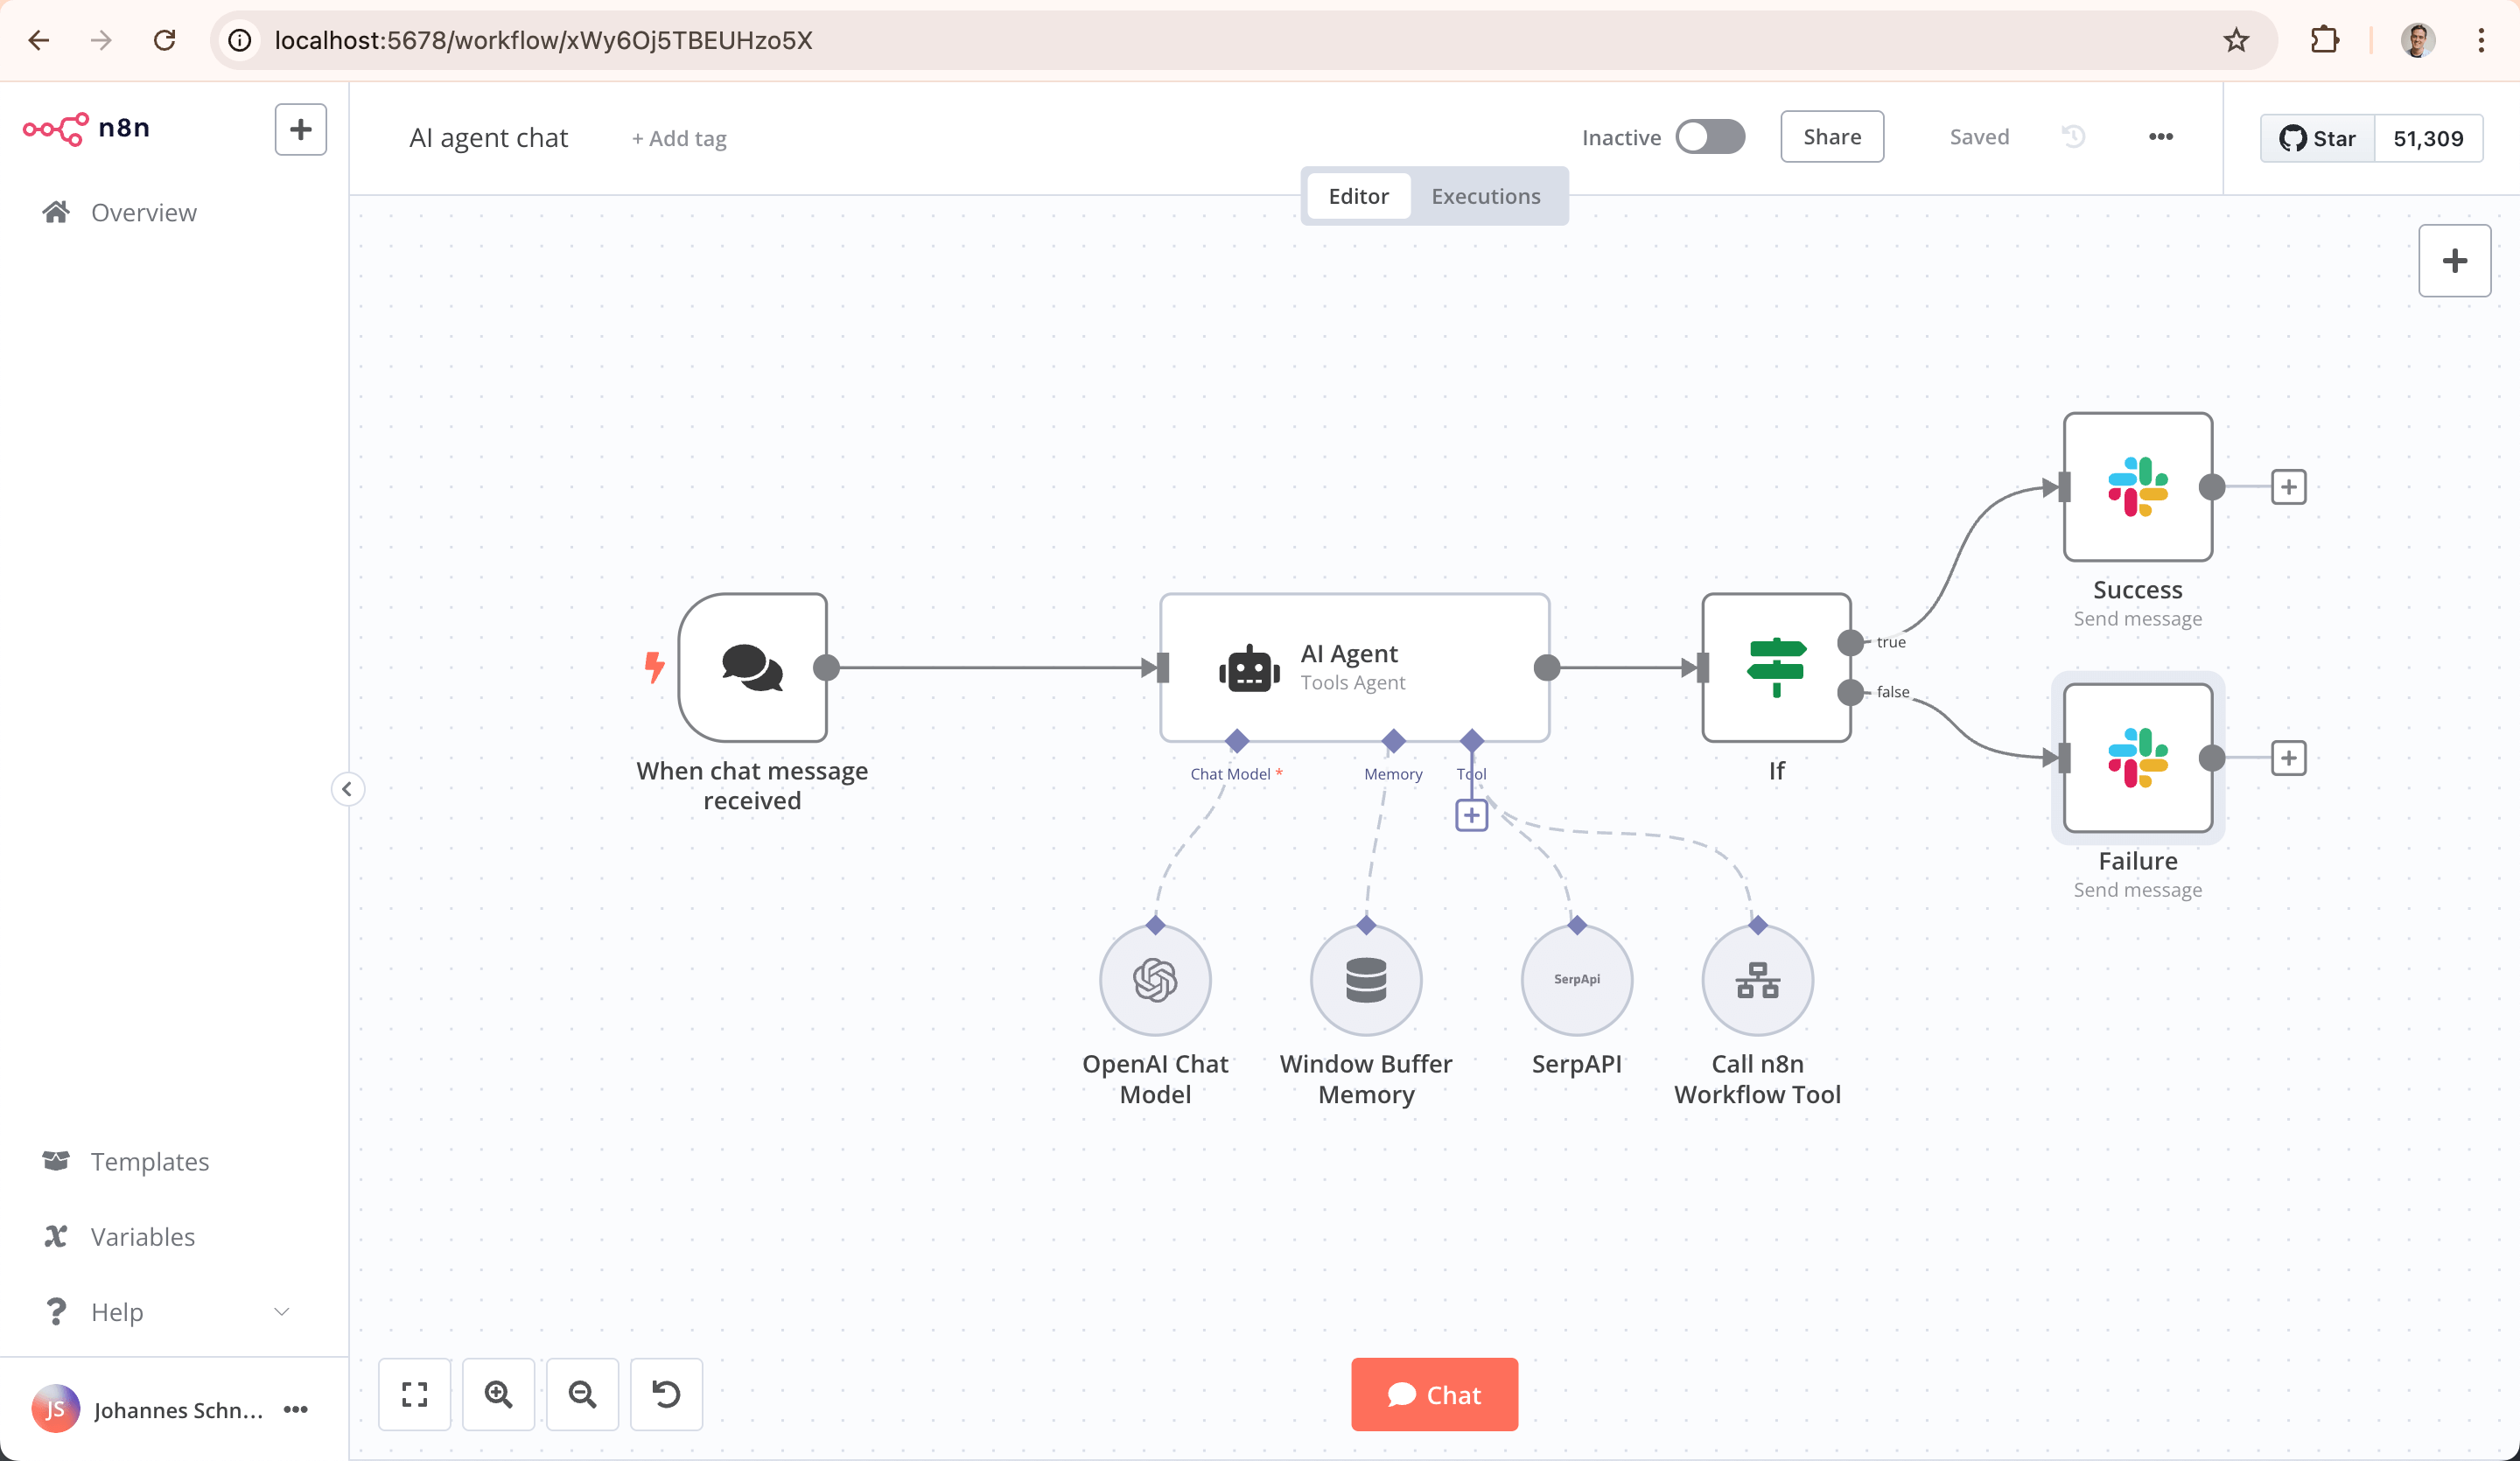 localhost:5678/workflow/xWy6Oj5TBEUHzo5X
n8n
AI agent chat
+ Add tag
Inactive
Share
Saved
Star
51,309
Editor
Executions
Overview
Success
Send message
true
false
AI Agent
Tools Agent
When chat message
received
Chat Model *
Memory
Tool
If
Failure
Send message
SerpApi
OpenAI Chat
Model
Window Buffer
Memory
SerpAPI
Call n8n
Workflow Tool
Templates
Variables
Help
Chat
JS
Johannes Schn...